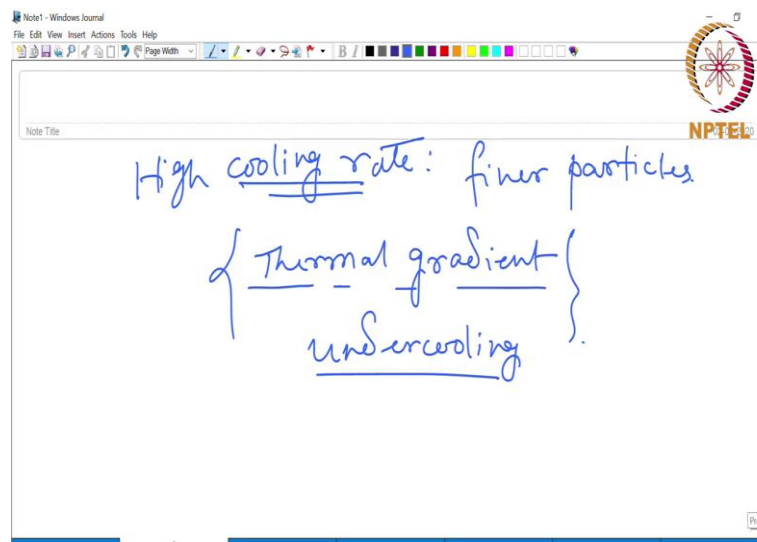 Note1 - Windows Journal
File Edit View Insert Actions Tools Help
Page Width
B I
Note Title
NPTEL
High cooling rate: finer particles
{ Thermal gradient }
undercooling